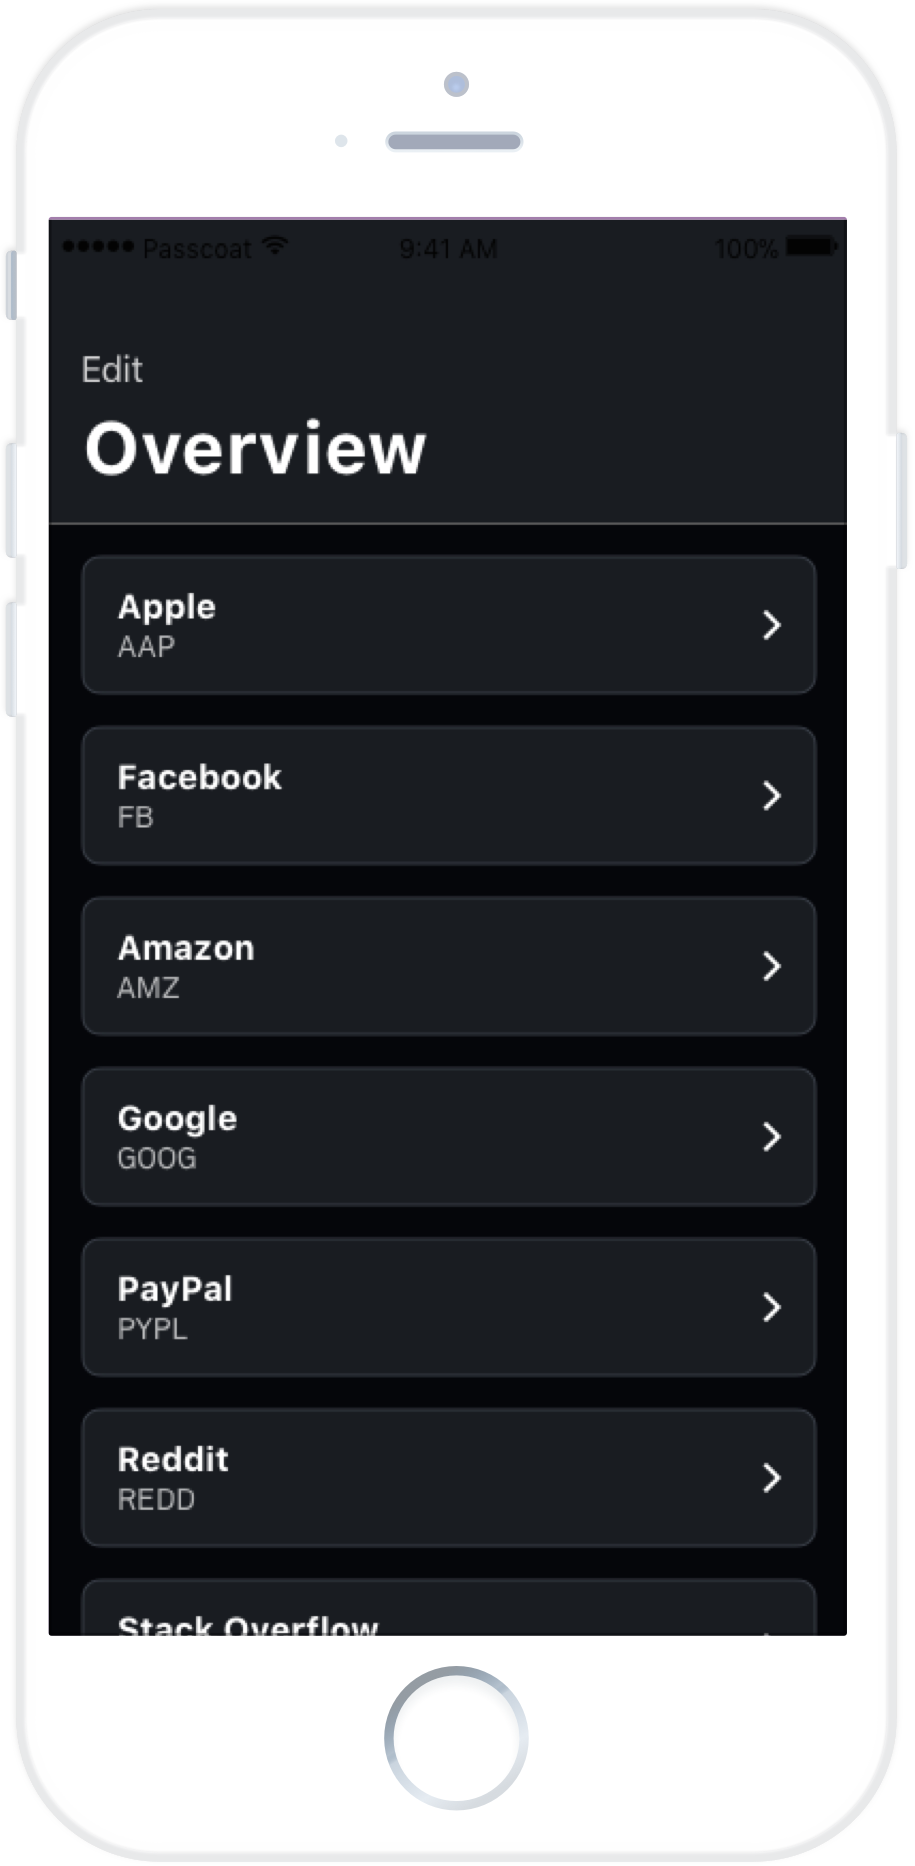 Passcoat 9:41 AM 100%
Edit
Overview
Apple
AAP
Facebook
FB
Amazon
AMZ
Google
GOOG
PayPal
PYPL
Reddit
REDD
Stack Overflow